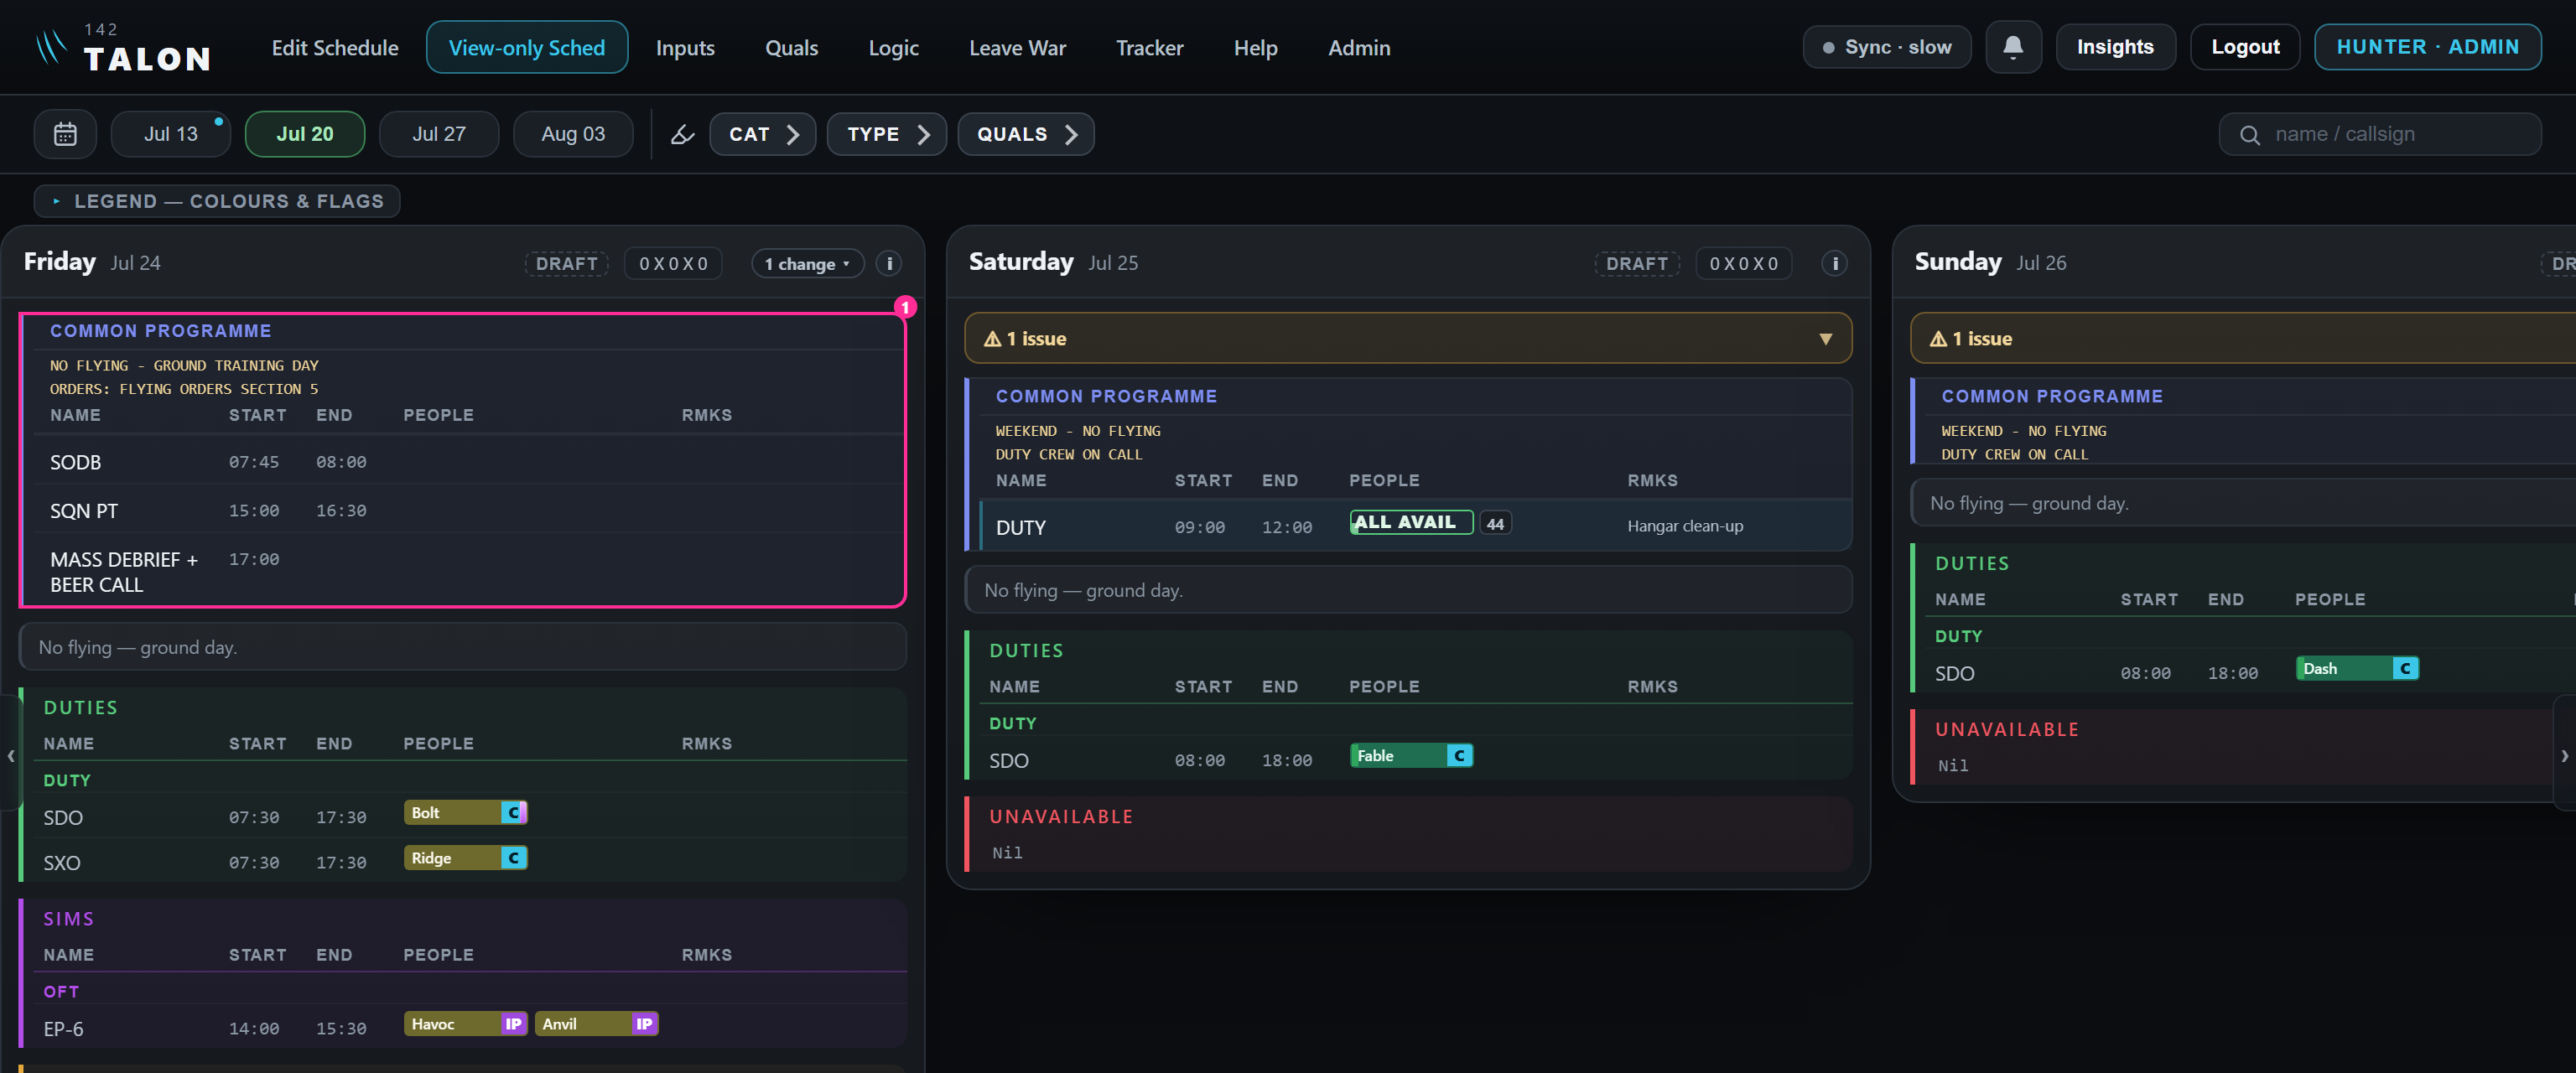 142
TALON
Edit Schedule
View-only Sched
Inputs
Quals
Logic
Leave War
Tracker
Help
Admin
Sync · slow
Insights
Logout
HUNTER · ADMIN
Jul 13
Jul 20
Jul 27
Aug 03
CAT
TYPE
QUALS
name / callsign
LEGEND — COLOURS & FLAGS
Friday Jul 24
DRAFT
0 X 0 X 0
1 change
i
1
COMMON PROGRAMME
NO FLYING - GROUND TRAINING DAY
ORDERS: FLYING ORDERS SECTION 5
NAME START END PEOPLE RMKS
SODB 07:45 08:00
SQN PT 15:00 16:30
MASS DEBRIEF + 17:00
BEER CALL
No flying — ground day.
DUTIES
NAME START END PEOPLE RMKS
DUTY
SDO 07:30 17:30 Bolt C
SXO 07:30 17:30 Ridge C
SIMS
NAME START END PEOPLE RMKS
OFT
EP-6 14:00 15:30 Havoc IP Anvil IP
Saturday Jul 25
DRAFT
0 X 0 X 0
i
1 issue
COMMON PROGRAMME
WEEKEND - NO FLYING
DUTY CREW ON CALL
NAME START END PEOPLE RMKS
DUTY 09:00 12:00 ALL AVAIL 44 Hangar clean-up
No flying — ground day.
DUTIES
NAME START END PEOPLE RMKS
DUTY
SDO 08:00 18:00 Fable C
UNAVAILABLE
Nil
Sunday Jul 26
1 issue
COMMON PROGRAMME
WEEKEND - NO FLYING
DUTY CREW ON CALL
No flying — ground day.
DUTIES
NAME START END PEOPLE
DUTY
SDO 08:00 18:00 Dash C
UNAVAILABLE
Nil